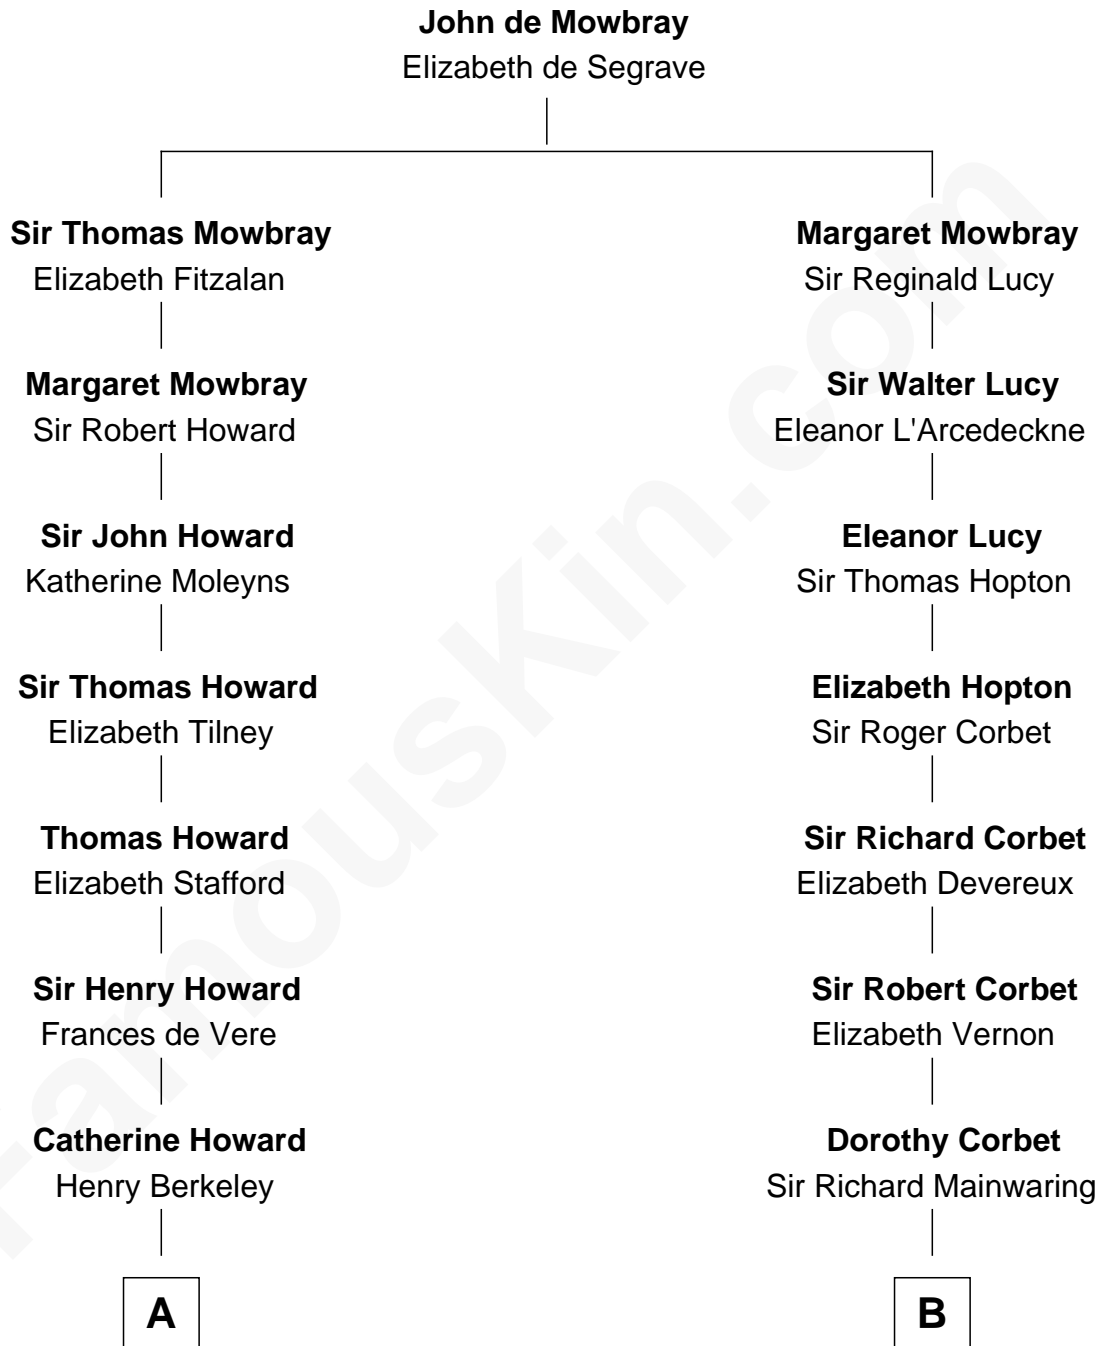 John de Mowbray
Elizabeth de Segrave
Sir Thomas Mowbray
Elizabeth Fitzalan
Margaret Mowbray
Sir Robert Howard
Sir John Howard
Katherine Moleyns
Sir Thomas Howard
Elizabeth Tilney
Thomas Howard
Elizabeth Stafford
Sir Henry Howard
Frances de Vere
Catherine Howard
Henry Berkeley
A
Margaret Mowbray
Sir Reginald Lucy
Sir Walter Lucy
Eleanor L'Arcedeckne
Eleanor Lucy
Sir Thomas Hopton
Elizabeth Hopton
Sir Roger Corbet
Sir Richard Corbet
Elizabeth Devereux
Sir Robert Corbet
Elizabeth Vernon
Dorothy Corbet
Sir Richard Mainwaring
B
FamousKin.com